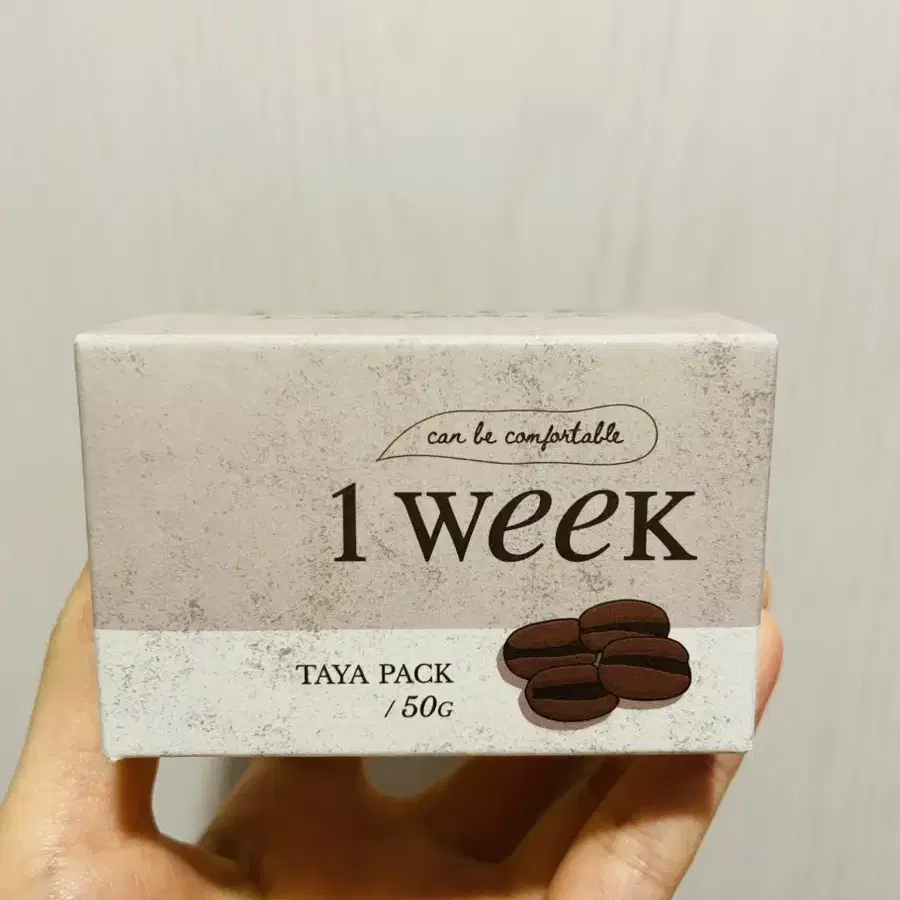 can be comfortable
1 WeeK
TAYA PACK
/ 50G